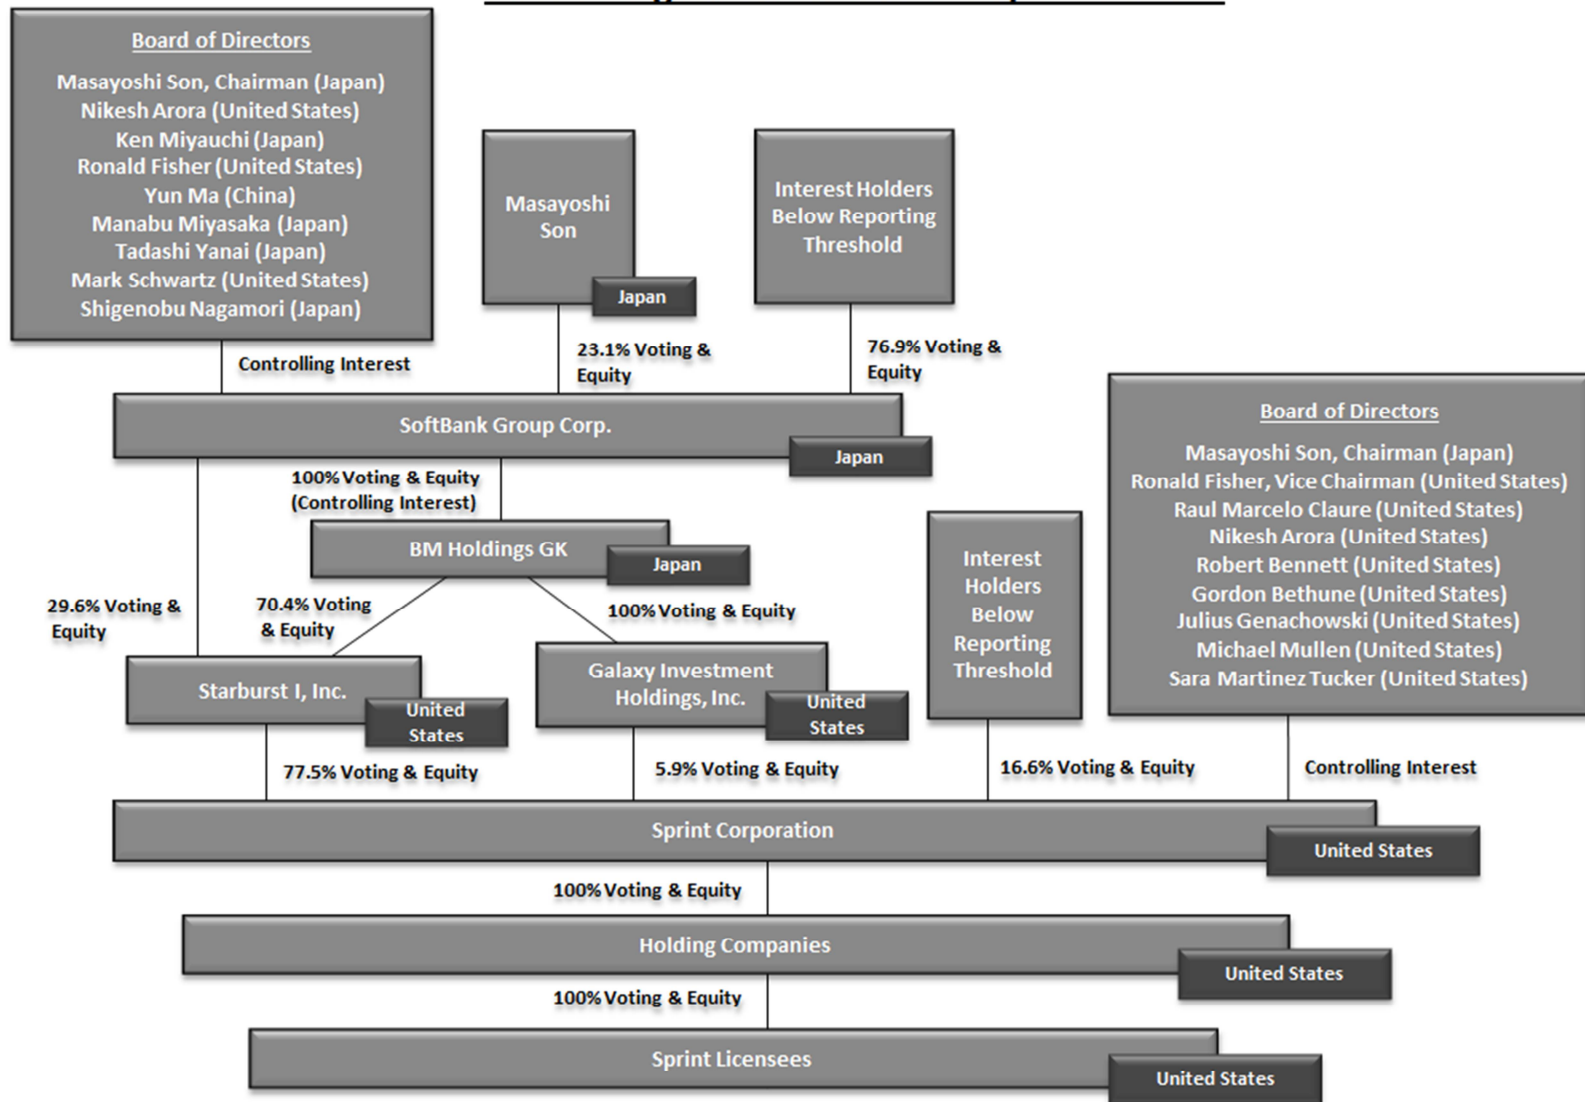 Board of Directors
Masayoshi Son, Chairman (Japan)
Nikesh Arora (United States)
Ken Miyauchi (Japan)
Ronald Fisher (United States)
Yun Ma (China)
Manabu Miyasaka (Japan)
Tadashi Yanai (Japan)
Mark Schwartz (United States)
Shigenobu Nagamori (Japan)
Masayoshi
Son
Japan
Interest Holders
Below Reporting
Threshold
Controlling Interest
23.1% Voting &
Equity
76.9% Voting &
Equity
SoftBank Group Corp.
Japan
100% Voting & Equity
(Controlling Interest)
BM Holdings GK
Japan
29.6% Voting &
Equity
70.4% Voting
& Equity
100% Voting & Equity
Starburst I, Inc.
United
States
Galaxy Investment
Holdings, Inc.
United
States
Interest
Holders
Below
Reporting
Threshold
Board of Directors
Masayoshi Son, Chairman (Japan)
Ronald Fisher, Vice Chairman (United States)
Raul Marcelo Claure (United States)
Nikesh Arora (United States)
Robert Bennett (United States)
Gordon Bethune (United States)
Julius Genachowski (United States)
Michael Mullen (United States)
Sara Martinez Tucker (United States)
77.5% Voting & Equity
5.9% Voting & Equity
16.6% Voting & Equity
Controlling Interest
Sprint Corporation
United States
100% Voting & Equity
Holding Companies
United States
100% Voting & Equity
Sprint Licensees
United States